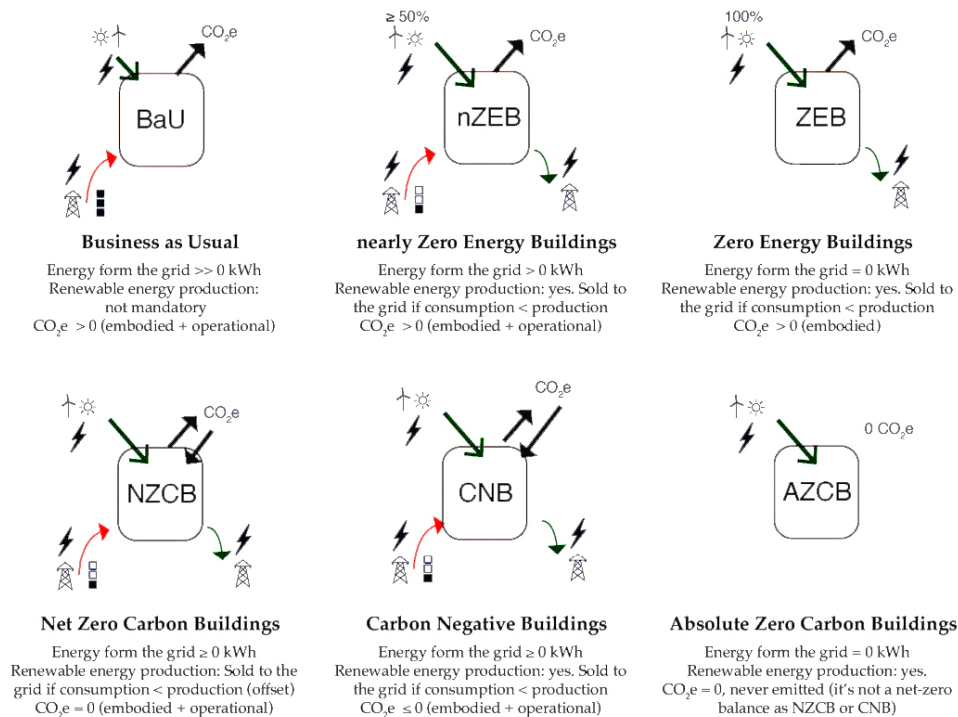 CO₂e
BaU
Business as Usual
Energy form the grid >> 0 kWh
Renewable energy production:
not mandatory
CO₂e > 0 (embodied + operational)
≥ 50%
CO₂e
nZEB
nearly Zero Energy Buildings
Energy form the grid > 0 kWh
Renewable energy production: yes. Sold to
the grid if consumption < production
CO₂e > 0 (embodied + operational)
100%
CO₂e
ZEB
Zero Energy Buildings
Energy form the grid = 0 kWh
Renewable energy production: yes. Sold to
the grid if consumption < production
CO₂e > 0 (embodied)
CO₂e
NZCB
Net Zero Carbon Buildings
Energy form the grid ≥ 0 kWh
Renewable energy production: Sold to the
grid if consumption < production (offset)
CO₂e = 0 (embodied + operational)
CO₂e
CNB
Carbon Negative Buildings
Energy form the grid ≥ 0 kWh
Renewable energy production: yes. Sold to
the grid if consumption < production
CO₂e ≤ 0 (embodied + operational)
0 CO₂e
AZCB
Absolute Zero Carbon Buildings
Energy form the grid = 0 kWh
Renewable energy production: yes.
CO₂e = 0, never emitted (it's not a net-zero
balance as NZCB or CNB)